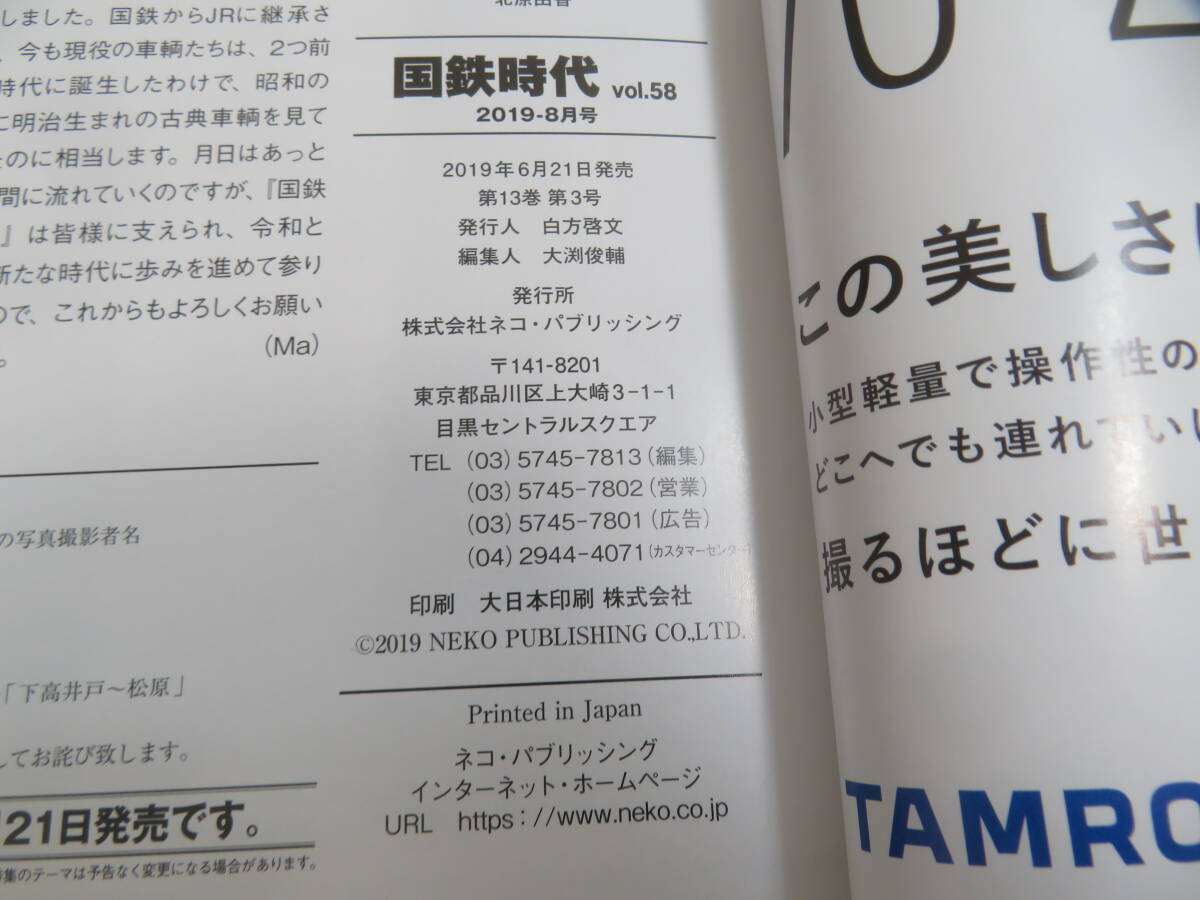 しました。国鉄からJRに継承さ
、今も現役の車輌たちは、2つ前
時代に誕生したわけで、昭和の
に明治生まれの古典車輌を見て
のに相当します。月日はあっと
間に流れていくのですが、『国鉄
』は皆様に支えられ、令和と
新たな時代に歩みを進めて参り
ので、これからもよろしくお願い
。 (Ma)
の写真撮影者名
「下高井戸〜松原」
してお詫び致します。
21日発売です。
特集のテーマは予告なく変更になる場合があります。
北原由香
国鉄時代 vol.58
2019-8月号
2019年6月21日発売
第13巻 第3号
発行人 白方啓文
編集人 大渕俊輔
発行所
株式会社ネコ・パブリッシング
〒141-8201
東京都品川区上大崎3-1-1
目黒セントラルスクエア
TEL (03) 5745-7813 (編集)
(03) 5745-7802 (営業)
(03) 5745-7801 (広告)
(04) 2944-4071 (カスタマーセンター)
印刷 大日本印刷 株式会社
©2019 NEKO PUBLISHING CO.,LTD.
Printed in Japan
ネコ・パブリッシング
インターネット・ホームページ
URL https://www.neko.co.jp
この美しさ
小型軽量で操作性の
どこへでも連れていけ
撮るほどに世
TAMRO